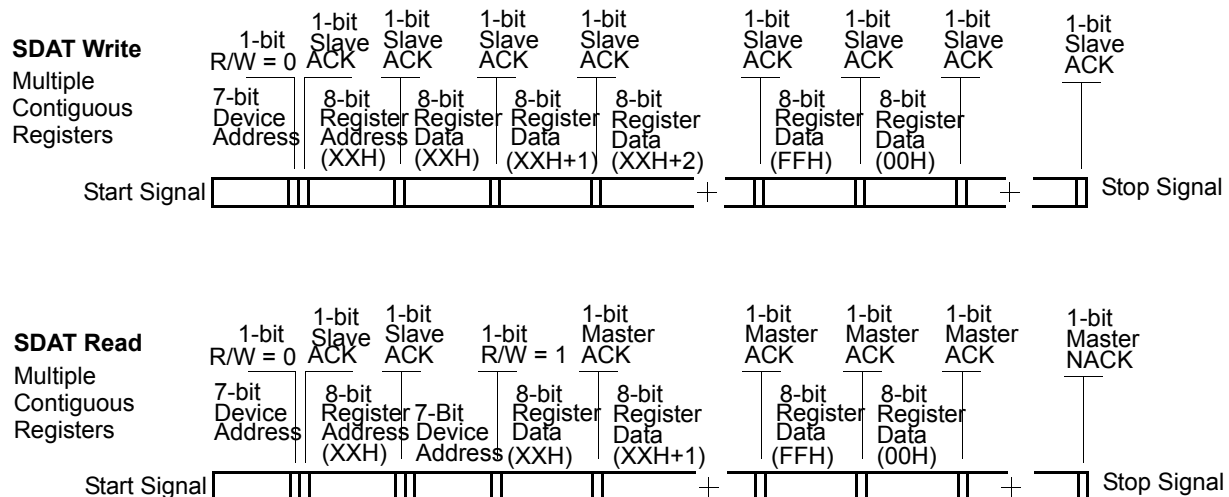 SDAT Write
Multiple
Contiguous
Registers
1-bit
R/W = 0
1-bit
Slave
ACK
1-bit
Slave
ACK
1-bit
Slave
ACK
1-bit
Slave
ACK
1-bit
Slave
ACK
1-bit
Slave
ACK
1-bit
Slave
ACK
1-bit
Slave
ACK
7-bit
Device
Address
8-bit
Register
Address
(XXH)
8-bit
Register
Data
(XXH)
8-bit
Register
Data
(XXH+1)
8-bit
Register
Data
(XXH+2)
8-bit
Register
Data
(FFH)
8-bit
Register
Data
(00H)
Start Signal
Stop Signal
SDAT Read
Multiple
Contiguous
Registers
1-bit
R/W = 0
1-bit
Slave
ACK
1-bit
Slave
ACK
1-bit
R/W = 1
1-bit
Master
ACK
1-bit
Master
ACK
1-bit
Master
ACK
1-bit
Master
ACK
1-bit
Master
NACK
7-bit
Device
Address
8-bit
Register
Address
(XXH)
7-Bit
Device
Address
8-bit
Register
Data
(XXH)
8-bit
Register
Data
(XXH+1)
8-bit
Register
Data
(FFH)
8-bit
Register
Data
(00H)
Start Signal
Stop Signal